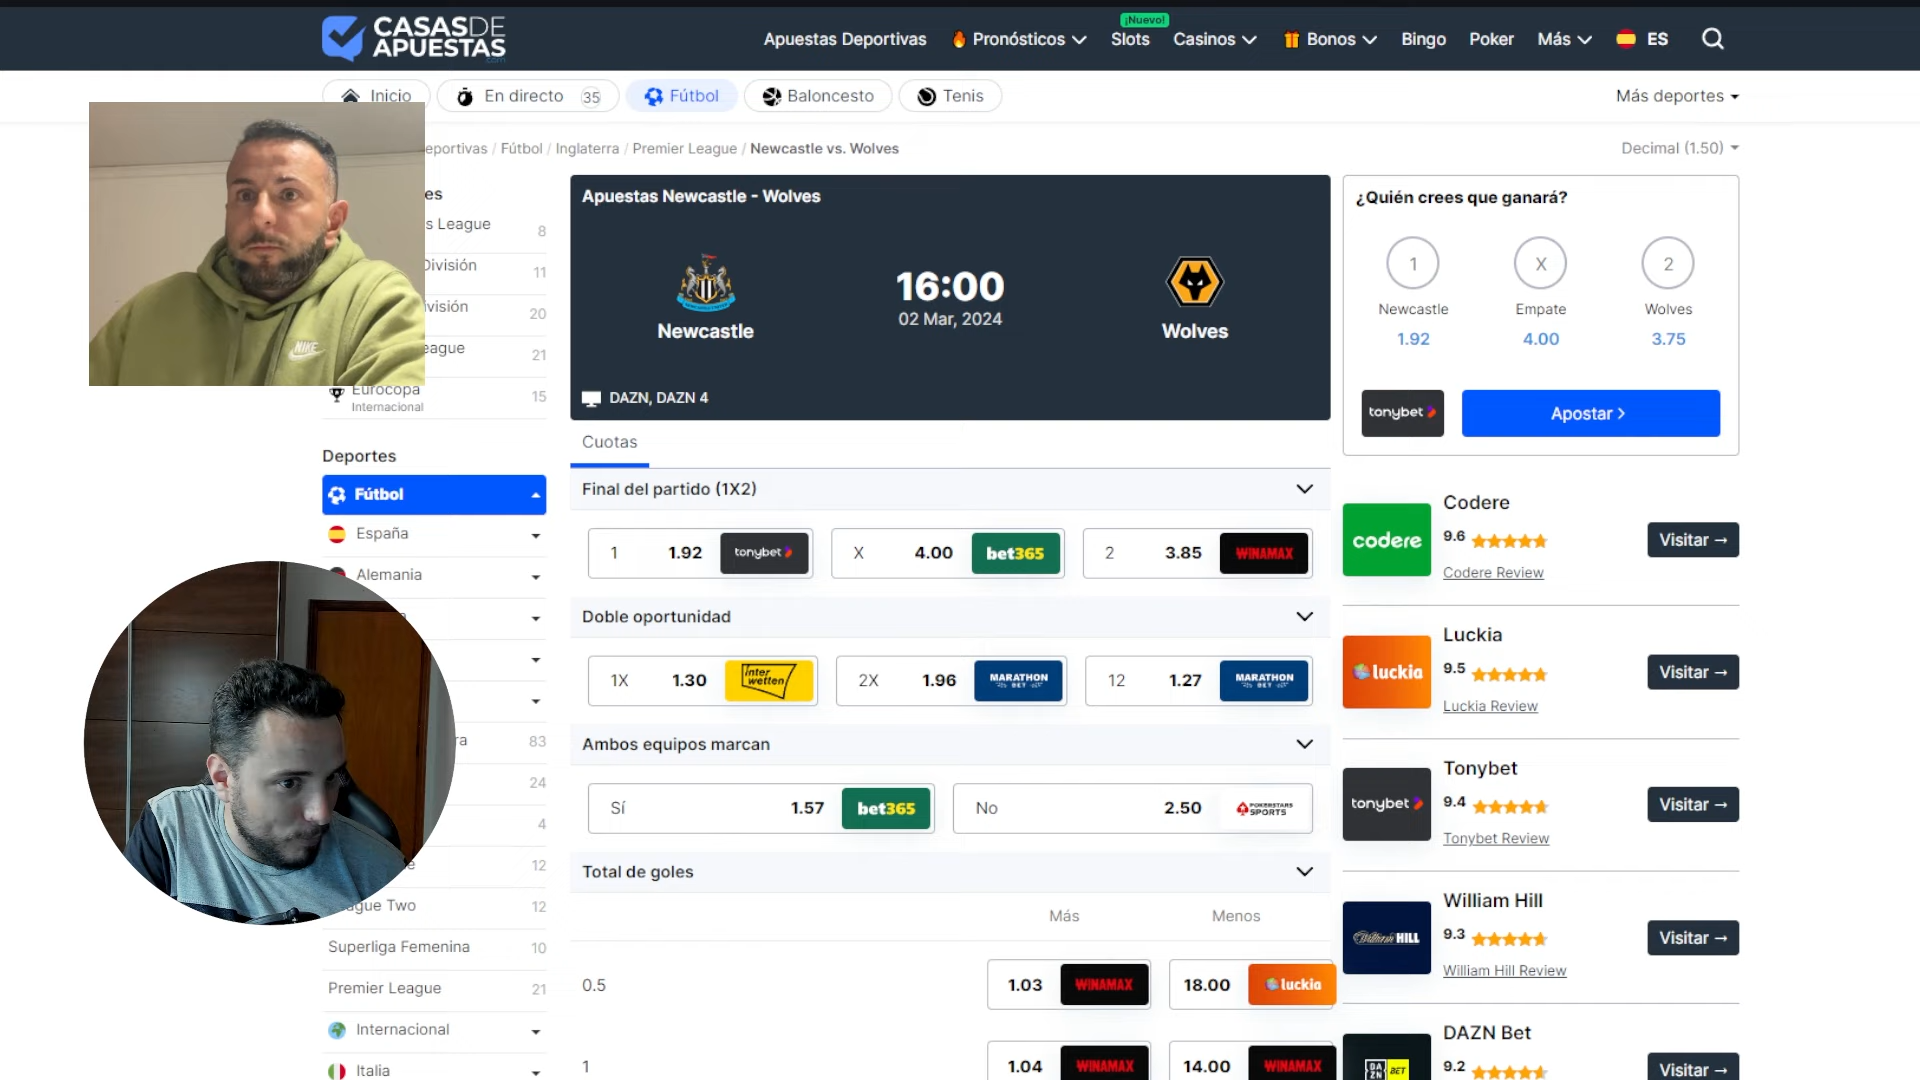 CASASDE
APUESTAS
.com
Apuestas Deportivas
Pronósticos
¡Nuevo!
Slots
Casinos
Bonos
Bingo
Poker
Más
ES
Inicio
En directo 35
Fútbol
Baloncesto
Tenis
Más deportes
eportivas / Fútbol / Inglaterra / Premier League / Newcastle vs. Wolves
Decimal (1.50)
es
s League 8
División 11
ivisión 20
eague 21
Eurocopa 15
Internacional
Deportes
Fútbol
España
Alemania
ra 83
24
4
e 12
ague Two 12
Superliga Femenina 10
Premier League 21
Internacional
Italia
NIKE
Apuestas Newcastle - Wolves
16:00
02 Mar, 2024
Newcastle
Wolves
DAZN, DAZN 4
Cuotas
Final del partido (1X2)
1 1.92 tonybet
X 4.00 bet365
2 3.85 WINAMAX
Doble oportunidad
1X 1.30 inter wetten
2X 1.96 MARATHON BET
12 1.27 MARATHON BET
Ambos equipos marcan
Sí 1.57 bet365
No 2.50 POKERSTARS SPORTS
Total de goles
Más Menos
0.5 1.03 WINAMAX 18.00 luckia
1 1.04 WINAMAX 14.00 WINAMAX
¿Quién crees que ganará?
1 X 2
Newcastle Empate Wolves
1.92 4.00 3.75
tonybet Apostar
codere
Codere
9.6
Codere Review
Visitar →
luckia
Luckia
9.5
Luckia Review
Visitar →
tonybet
Tonybet
9.4
Tonybet Review
Visitar →
William HILL
William Hill
9.3
William Hill Review
Visitar →
DAZN BET
DAZN Bet
9.2
Visitar →